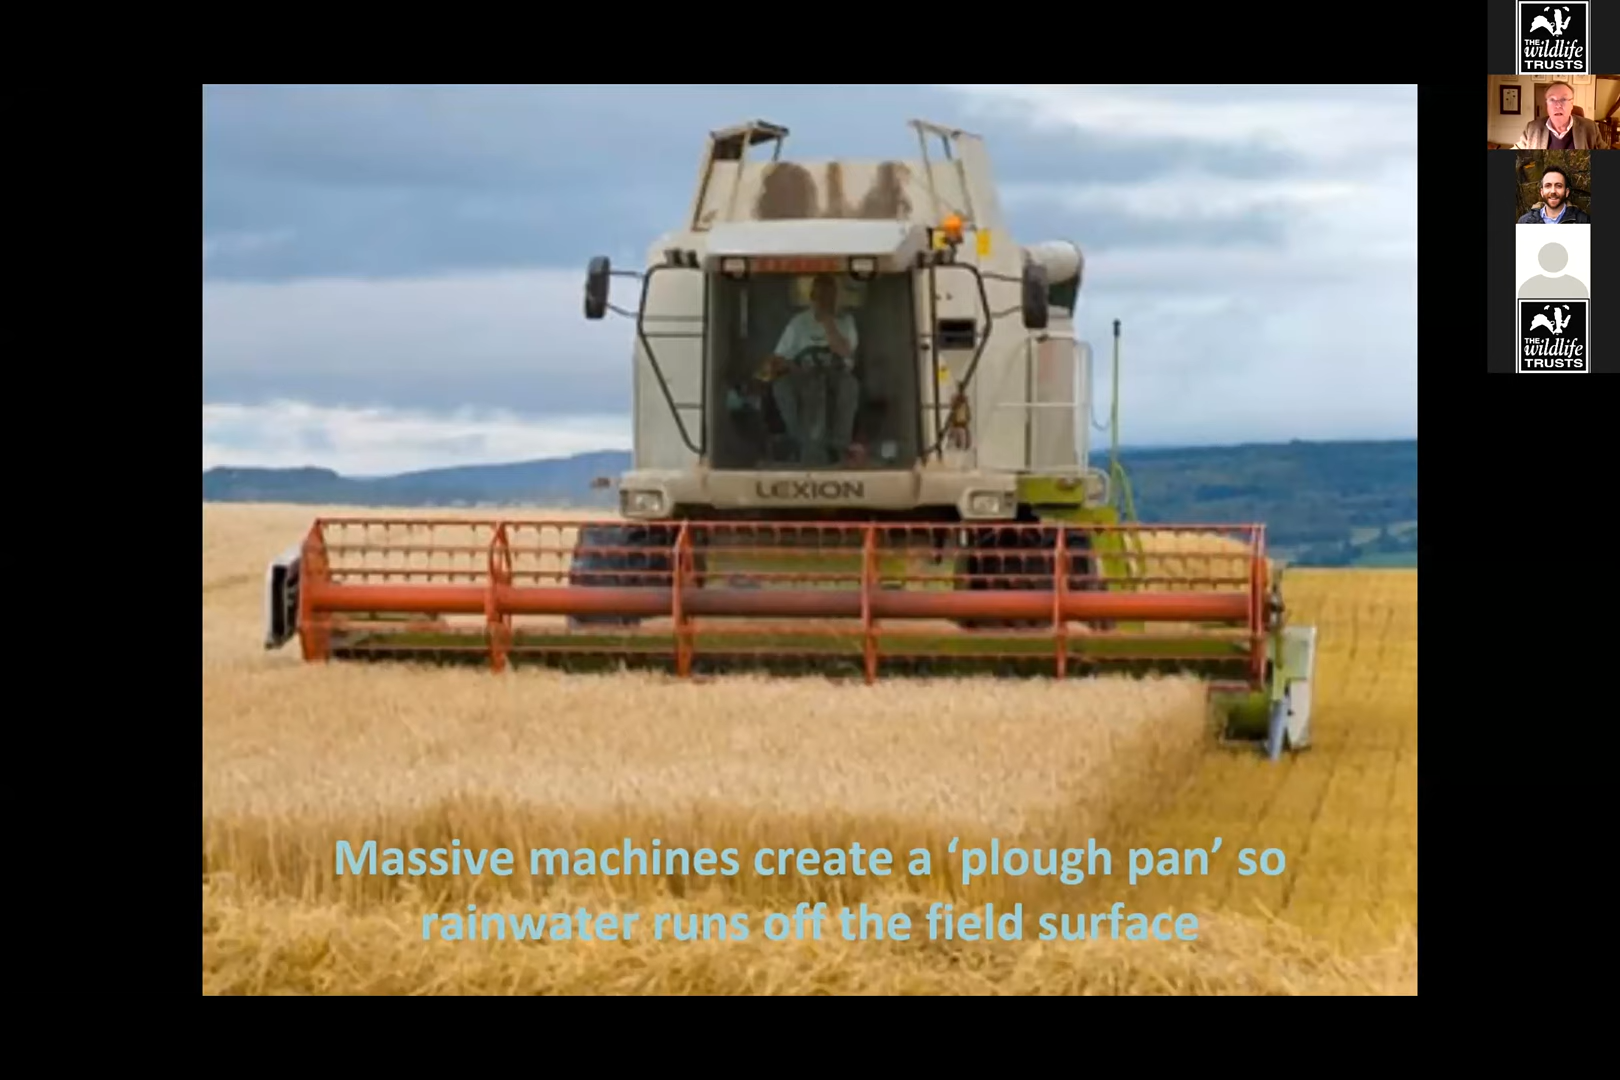 THE
wildlife
TRUSTS
LEXION
Massive machines create a ‘plough pan’ so
rainwater runs off the field surface
THE
wildlife
TRUSTS